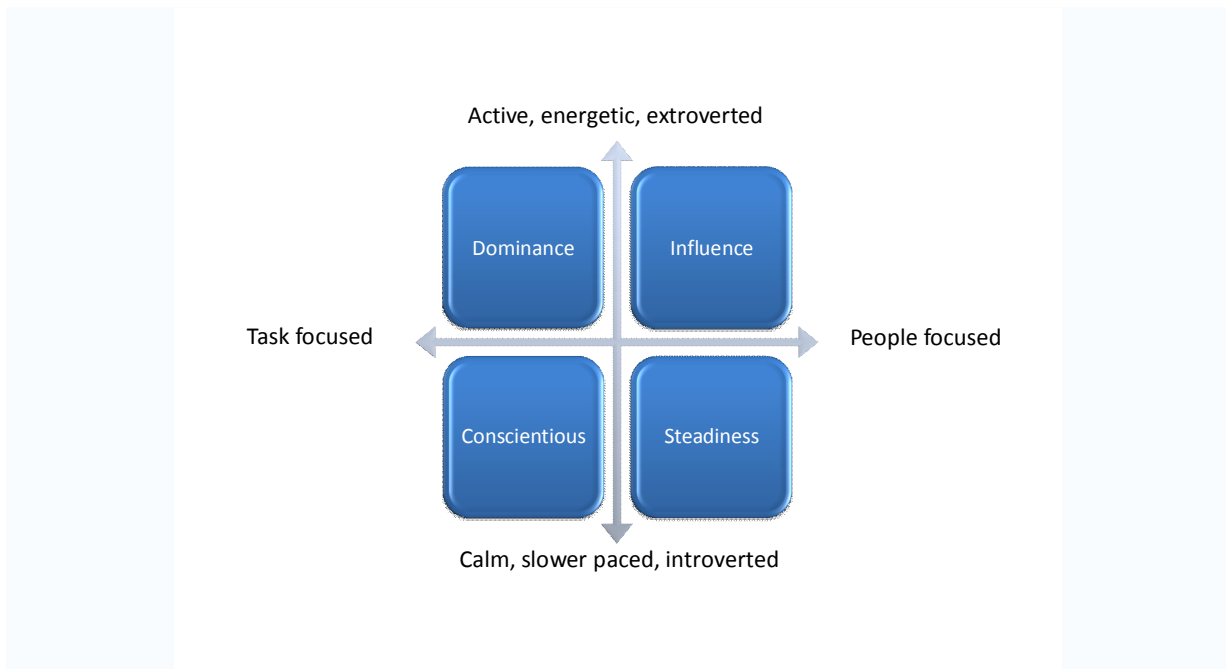 Active, energetic, extroverted
Dominance
Influence
Task focused
People focused
Conscientious
Steadiness
Calm, slower paced, introverted